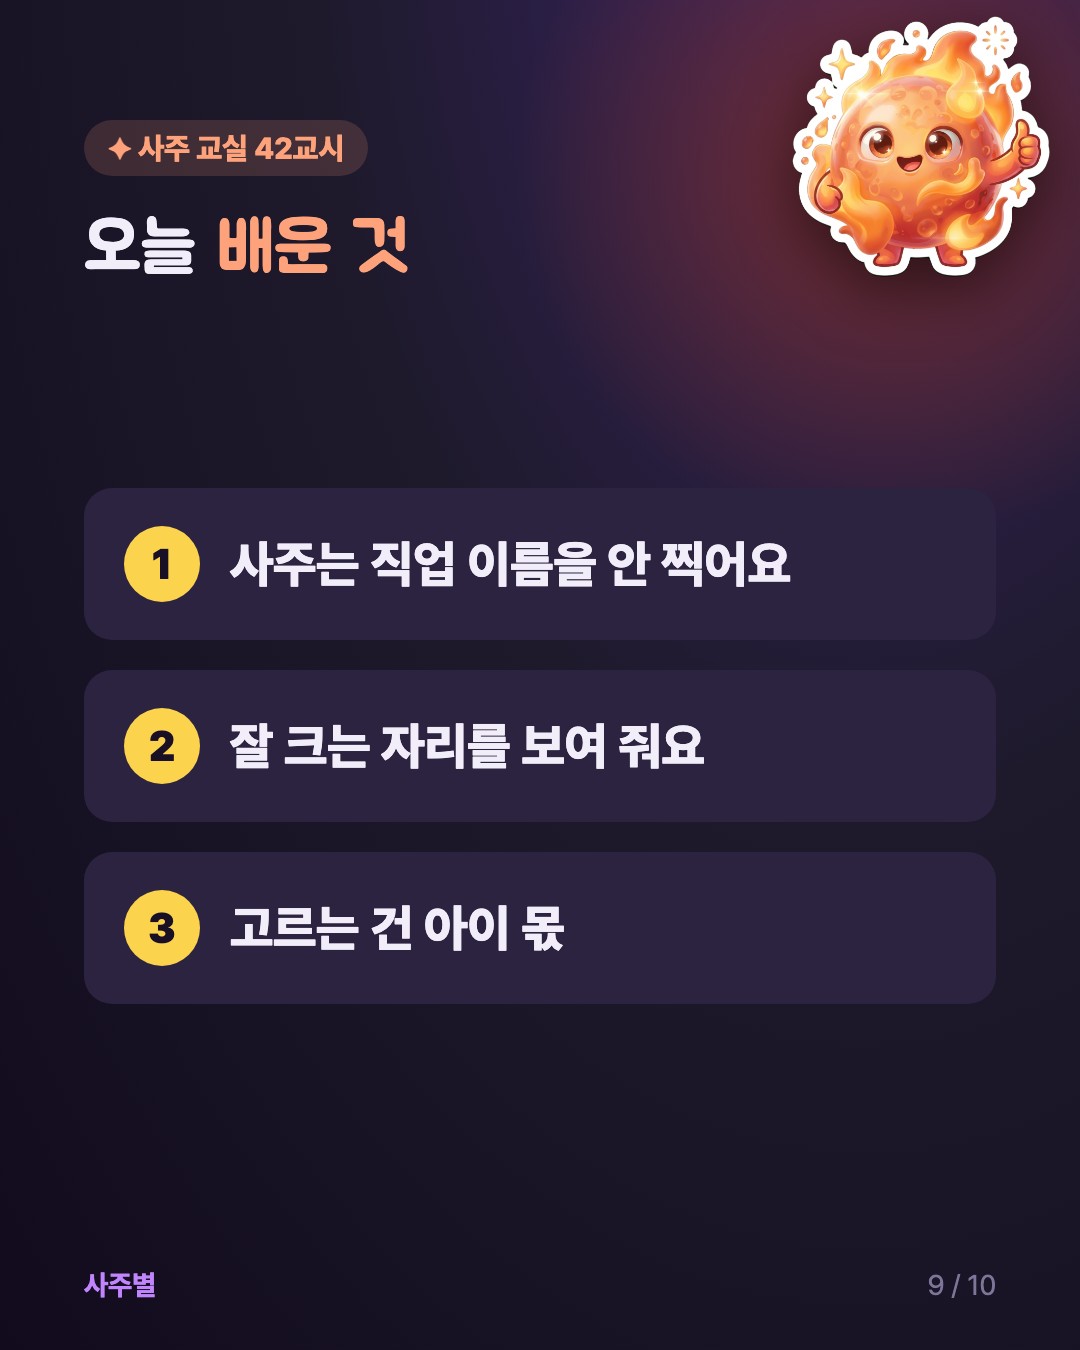 ✦ 사주 교실 42교시
오늘 배운 것
1 사주는 직업 이름을 안 찍어요
2 잘 크는 자리를 보여 줘요
3 고르는 건 아이 몫
사주별
9 / 10